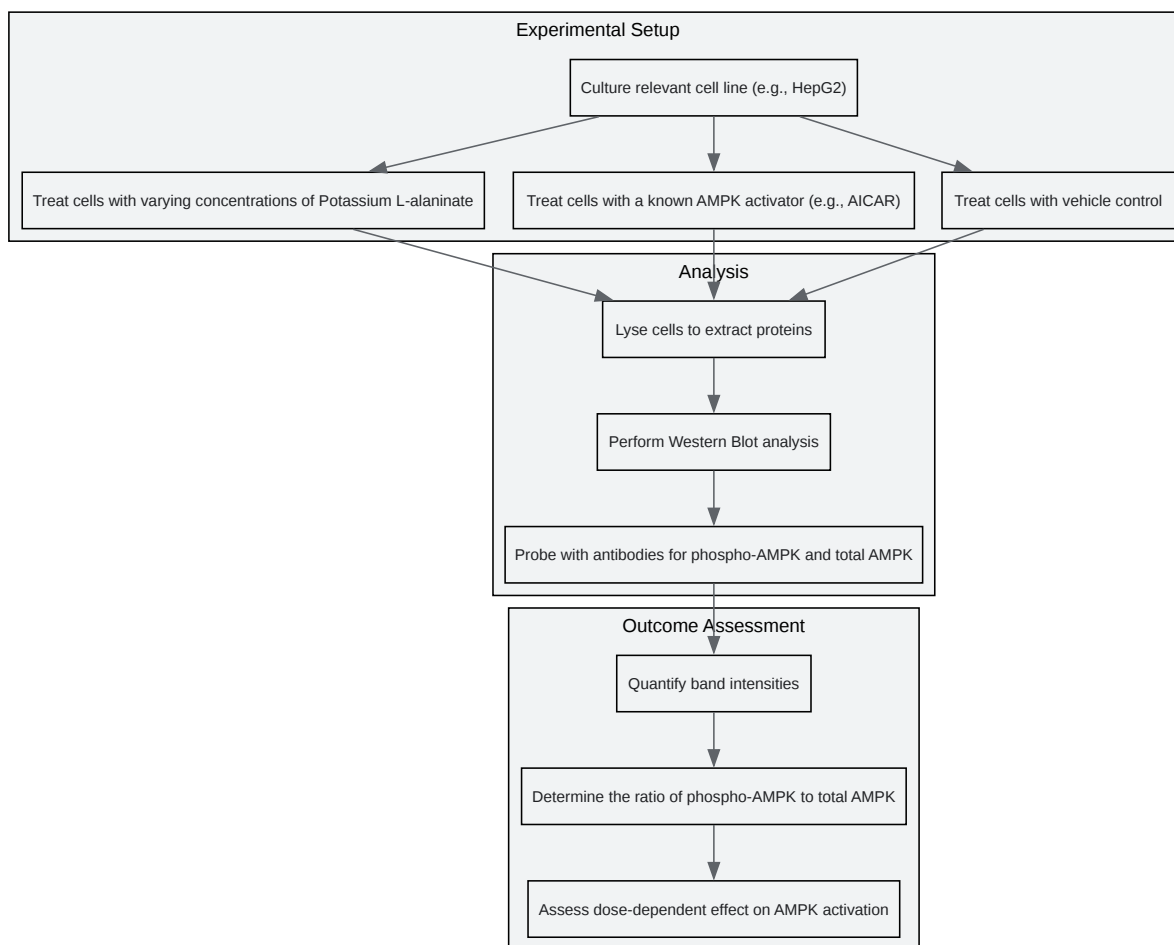 Experimental Setup
Culture relevant cell line (e.g., HepG2)
Treat cells with varying concentrations of Potassium L-alaninate
Treat cells with a known AMPK activator (e.g., AICAR)
Treat cells with vehicle control
Analysis
Lyse cells to extract proteins
Perform Western Blot analysis
Probe with antibodies for phospho-AMPK and total AMPK
Outcome Assessment
Quantify band intensities
Determine the ratio of phospho-AMPK to total AMPK
Assess dose-dependent effect on AMPK activation